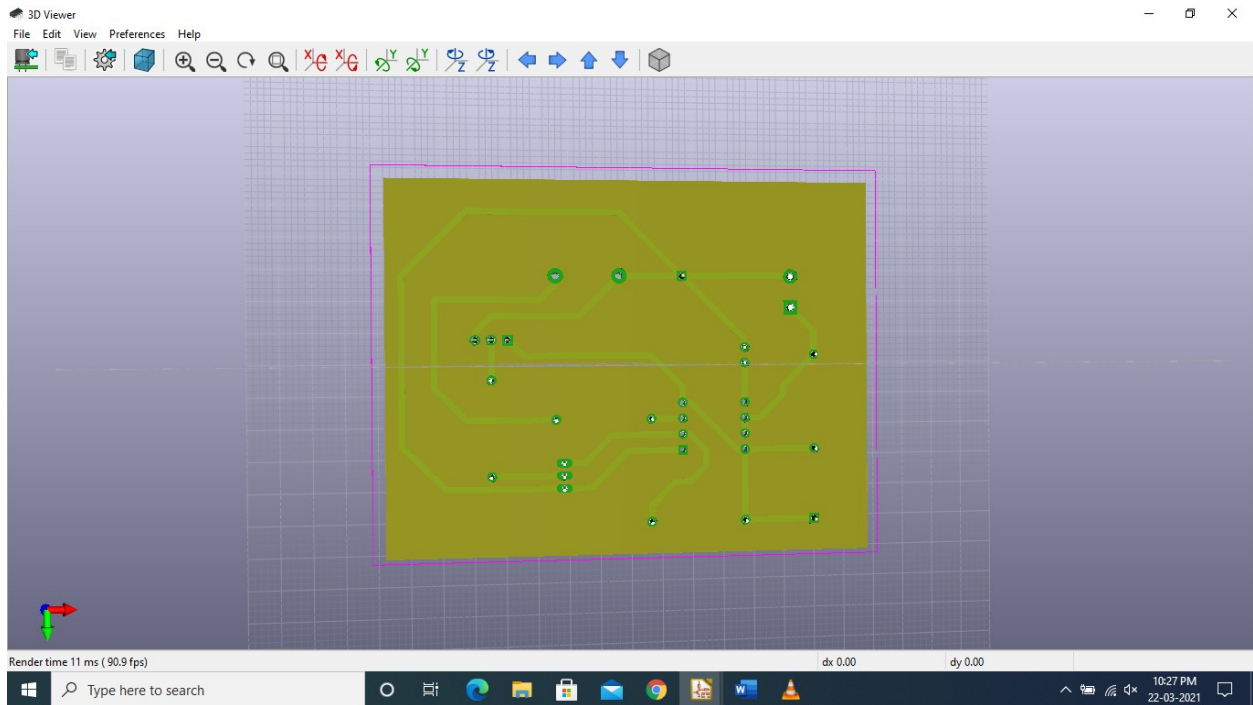 3D Viewer
File Edit View Preferences Help
Render time 11 ms ( 90.9 fps) dx 0.00 dy 0.00
Type here to search
10:27 PM
22-03-2021